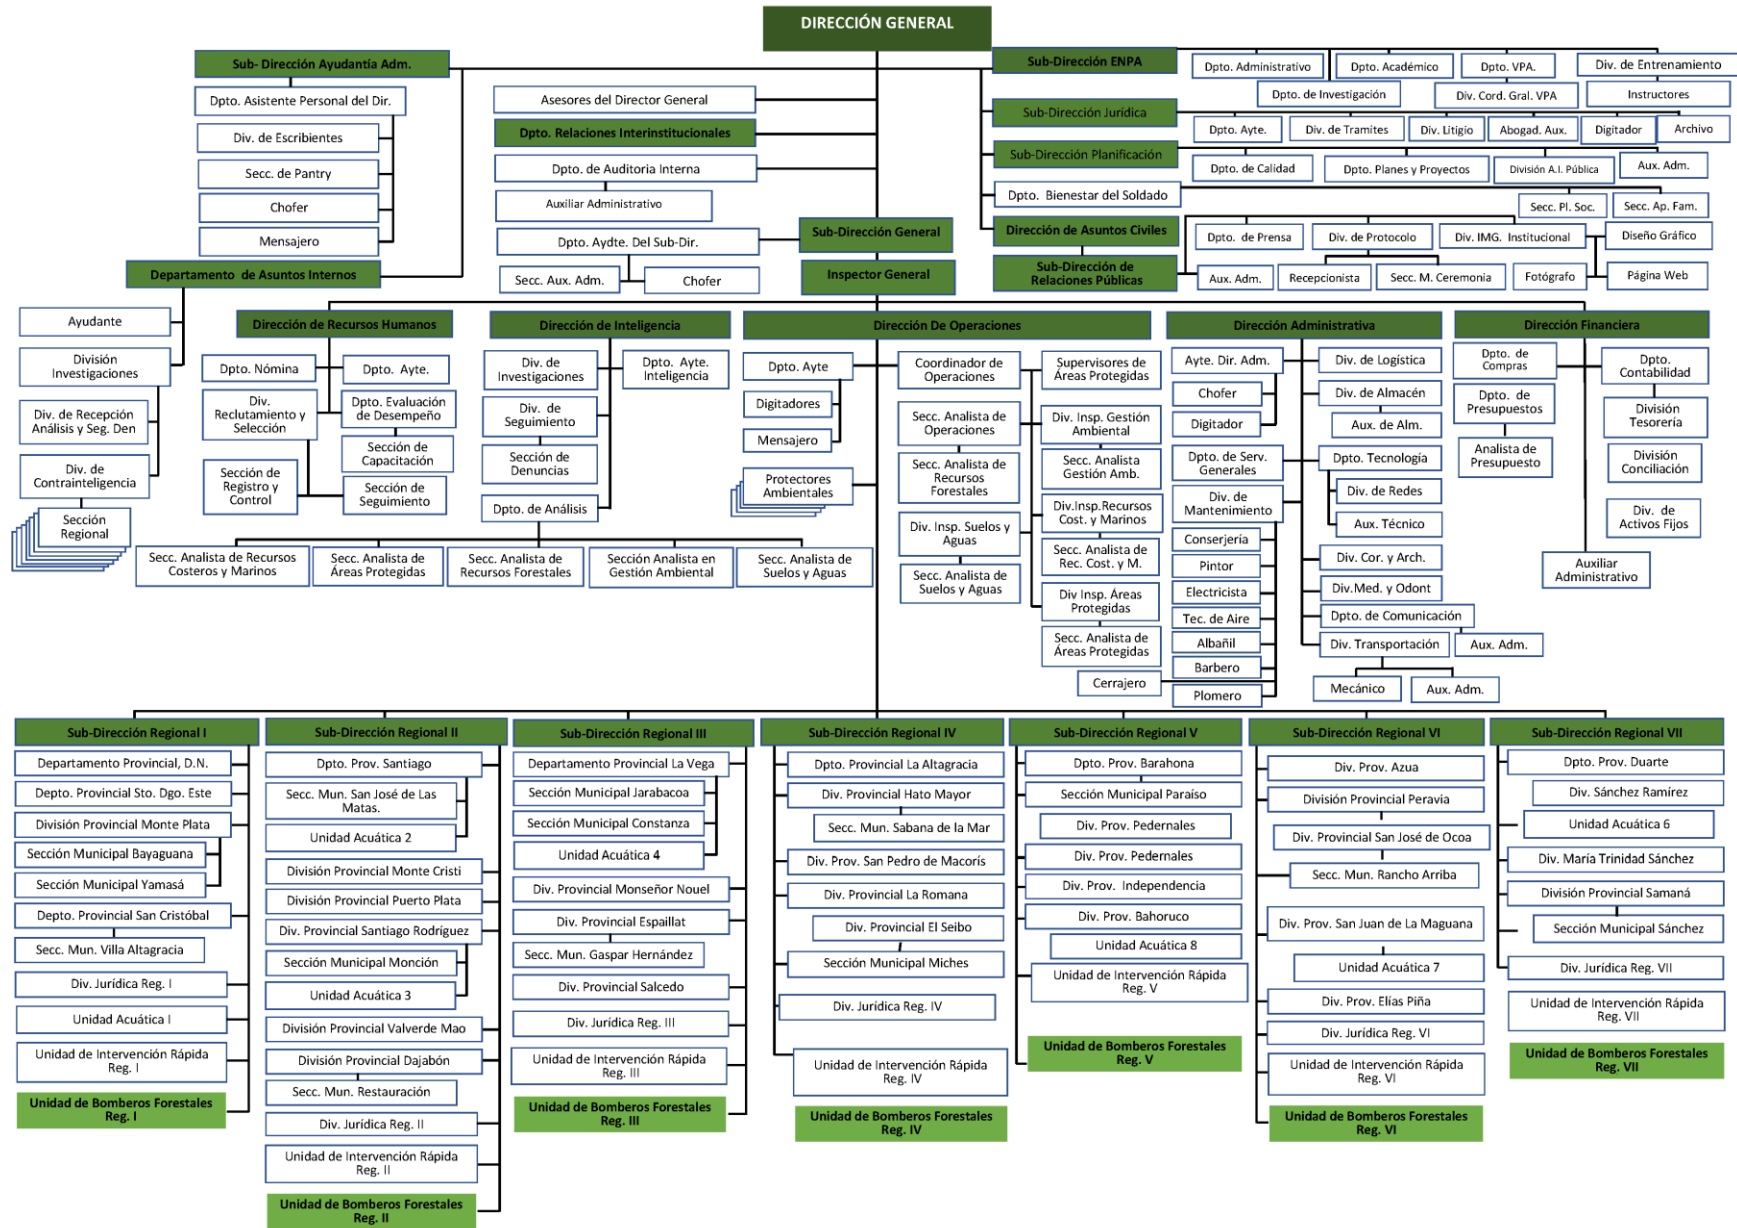 DIRECCIÓN GENERAL
Sub- Dirección Ayudantía Adm.
Dpto. Asistente Personal del Dir.
Div. de Escribientes
Secc. de Pantry
Chofer
Mensajero
Departamento de Asuntos Internos
Ayudante
División
Investigaciones
Div. de Recepción
Análisis y Seg. Den
Div. de
Contrainteligencia
Sección
Regional
Asesores del Director General
Dpto. Relaciones Interinstitucionales
Dpto. de Auditoria Interna
Auxiliar Administrativo
Dpto. Aydte. Del Sub-Dir.
Secc. Aux. Adm.
Chofer
Sub-Dirección General
Inspector General
Sub-Dirección ENPA
Dpto. Administrativo
Dpto. Académico
Dpto. VPA.
Div. de Entrenamiento
Dpto. de Investigación
Div. Cord. Gral. VPA
Instructores
Sub-Dirección Jurídica
Dpto. Ayte.
Div. de Tramites
Div. Litigio
Abogad. Aux.
Digitador
Archivo
Sub-Dirección Planificación
Dpto. de Calidad
Dpto. Planes y Proyectos
División A.I. Pública
Aux. Adm.
Dpto. Bienestar del Soldado
Secc. Pl. Soc.
Secc. Ap. Fam.
Dirección de Asuntos Civiles
Sub-Dirección de
Relaciones Públicas
Dpto. de Prensa
Div. de Protocolo
Div. IMG. Institucional
Diseño Gráfico
Aux. Adm.
Recepcionista
Secc. M. Ceremonia
Fotógrafo
Página Web
Dirección de Recursos Humanos
Dpto. Nómina
Dpto. Ayte.
Div.
Reclutamiento y
Selección
Dpto. Evaluación
de Desempeño
Sección de
Capacitación
Sección de
Registro y
Control
Sección de
Seguimiento
Dirección de Inteligencia
Div. de
Investigaciones
Dpto. Ayte.
Inteligencia
Div. de
Seguimiento
Sección de
Denuncias
Dpto. de Análisis
Secc. Analista de Recursos
Costeros y Marinos
Secc. Analista de
Áreas Protegidas
Secc. Analista de
Recursos Forestales
Sección Analista en
Gestión Ambiental
Secc. Analista de
Suelos y Aguas
Dirección De Operaciones
Dpto. Ayte
Digitadores
Mensajero
Protectores
Ambientales
Coordinador de
Operaciones
Secc. Analista de
Operaciones
Secc. Analista de
Recursos
Forestales
Div. Insp. Suelos y
Aguas
Secc. Analista de
Suelos y Aguas
Supervisores de
Áreas Protegidas
Div. Insp. Gestión
Ambiental
Secc. Analista
Gestión Amb.
Div.Insp.Recursos
Cost. y Marinos
Secc. Analista de
Rec. Cost. y M.
Div Insp. Áreas
Protegidas
Secc. Analista de
Áreas Protegidas
Dirección Administrativa
Ayte. Dir. Adm.
Chofer
Digitador
Dpto. de Serv.
Generales
Div. de
Mantenimiento
Conserjería
Pintor
Electricista
Tec. de Aire
Albañil
Barbero
Cerrajero
Plomero
Div. de Logística
Div. de Almacén
Aux. de Alm.
Dpto. Tecnología
Div. de Redes
Aux. Técnico
Div. Cor. y Arch.
Div.Med. y Odont
Dpto. de Comunicación
Aux. Adm.
Div. Transportación
Mecánico
Aux. Adm.
Dirección Financiera
Dpto. de
Compras
Dpto. de
Presupuestos
Analista de
Presupuesto
Dpto.
Contabilidad
División
Tesorería
División
Conciliación
Div. de
Activos Fijos
Auxiliar
Administrativo
Sub-Dirección Regional I
Departamento Provincial, D.N.
Depto. Provincial Sto. Dgo. Este
División Provincial Monte Plata
Sección Municipal Bayaguana
Sección Municipal Yamasá
Depto. Provincial San Cristóbal
Secc. Mun. Villa Altagracia
Div. Jurídica Reg. I
Unidad Acuática I
Unidad de Intervención Rápida
Reg. I
Unidad de Bomberos Forestales
Reg. I
Sub-Dirección Regional II
Dpto. Prov. Santiago
Secc. Mun. San José de Las
Matas.
Unidad Acuática 2
División Provincial Monte Cristi
División Provincial Puerto Plata
Div. Provincial Santiago Rodríguez
Sección Municipal Monción
Unidad Acuática 3
División Provincial Valverde Mao
División Provincial Dajabón
Secc. Mun. Restauración
Div. Jurídica Reg. II
Unidad de Intervención Rápida
Reg. II
Unidad de Bomberos Forestales
Reg. II
Sub-Dirección Regional III
Departamento Provincial La Vega
Sección Municipal Jarabacoa
Sección Municipal Constanza
Unidad Acuática 4
Div. Provincial Monseñor Nouel
Div. Provincial Espaillat
Secc. Mun. Gaspar Hernández
Div. Provincial Salcedo
Div. Jurídica Reg. III
Unidad de Intervención Rápida
Reg. III
Unidad de Bomberos Forestales
Reg. III
Sub-Dirección Regional IV
Dpto. Provincial La Altagracia
Div. Provincial Hato Mayor
Secc. Mun. Sabana de la Mar
Div. Prov. San Pedro de Macorís
Div. Provincial La Romana
Div. Provincial El Seibo
Sección Municipal Miches
Div. Jurídica Reg. IV
Unidad de Intervención Rápida
Reg. IV
Unidad de Bomberos Forestales
Reg. IV
Sub-Dirección Regional V
Dpto. Prov. Barahona
Sección Municipal Paraíso
Div. Prov. Pedernales
Div. Prov. Pedernales
Div. Prov. Independencia
Div. Prov. Bahoruco
Unidad Acuática 8
Unidad de Intervención Rápida
Reg. V
Unidad de Bomberos Forestales
Reg. V
Sub-Dirección Regional VI
Div. Prov. Azua
División Provincial Peravia
Div. Provincial San José de Ocoa
Secc. Mun. Rancho Arriba
Div. Prov. San Juan de La Maguana
Unidad Acuática 7
Div. Prov. Elías Piña
Div. Jurídica Reg. VI
Unidad de Intervención Rápida
Reg. VI
Unidad de Bomberos Forestales
Reg. VI
Sub-Dirección Regional VII
Dpto. Prov. Duarte
Div. Sánchez Ramírez
Unidad Acuática 6
Div. María Trinidad Sánchez
División Provincial Samaná
Sección Municipal Sánchez
Div. Jurídica Reg. VII
Unidad de Intervención Rápida
Reg. VII
Unidad de Bomberos Forestales
Reg. VII